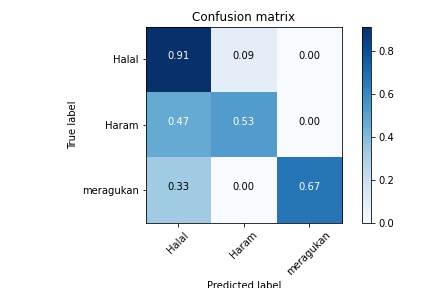 Confusion matrix
Halal
0.91
0.09
0.00
0.8
True label
Haram
0.47
0.53
0.00
0.6
0.4
meragukan
0.33
0.00
0.67
0.2
0.0
Halal
Haram
meragukan
Predicted label